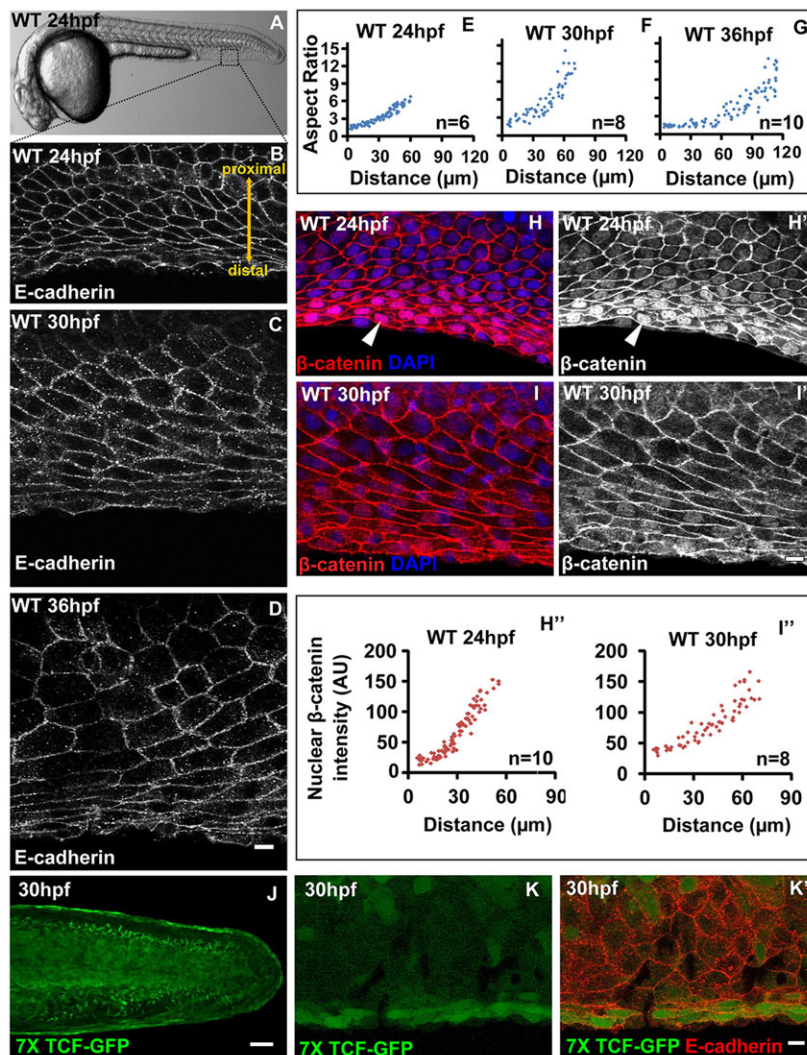 WT 24hpf
A
WT 24hpf
B
proximal
distal
E-cadherin
WT 30hpf
C
E-cadherin
WT 36hpf
D
E-cadherin
WT 24hpf
E
WT 30hpf
F
WT 36hpf
G
Aspect Ratio
15
12
9
6
3
0
n=6
n=8
n=10
0 30 60 90 120
0 30 60 90 120
0 30 60 90 120
Distance (µm)
Distance (µm)
Distance (µm)
WT 24hpf
H
β-catenin DAPI
WT 24hpf
H'
β-catenin
WT 30hpf
I
β-catenin DAPI
WT 30hpf
I'
β-catenin
H''
WT 24hpf
Nuclear β-catenin
intensity (AU)
200
150
100
50
0
n=10
0 30 60 90
Distance (µm)
I''
WT 30hpf
200
150
100
50
0
n=8
0 30 60 90
Distance (µm)
30hpf
J
7X TCF-GFP
30hpf
K
7X TCF-GFP
30hpf
K'
7X TCF-GFP E-cadherin